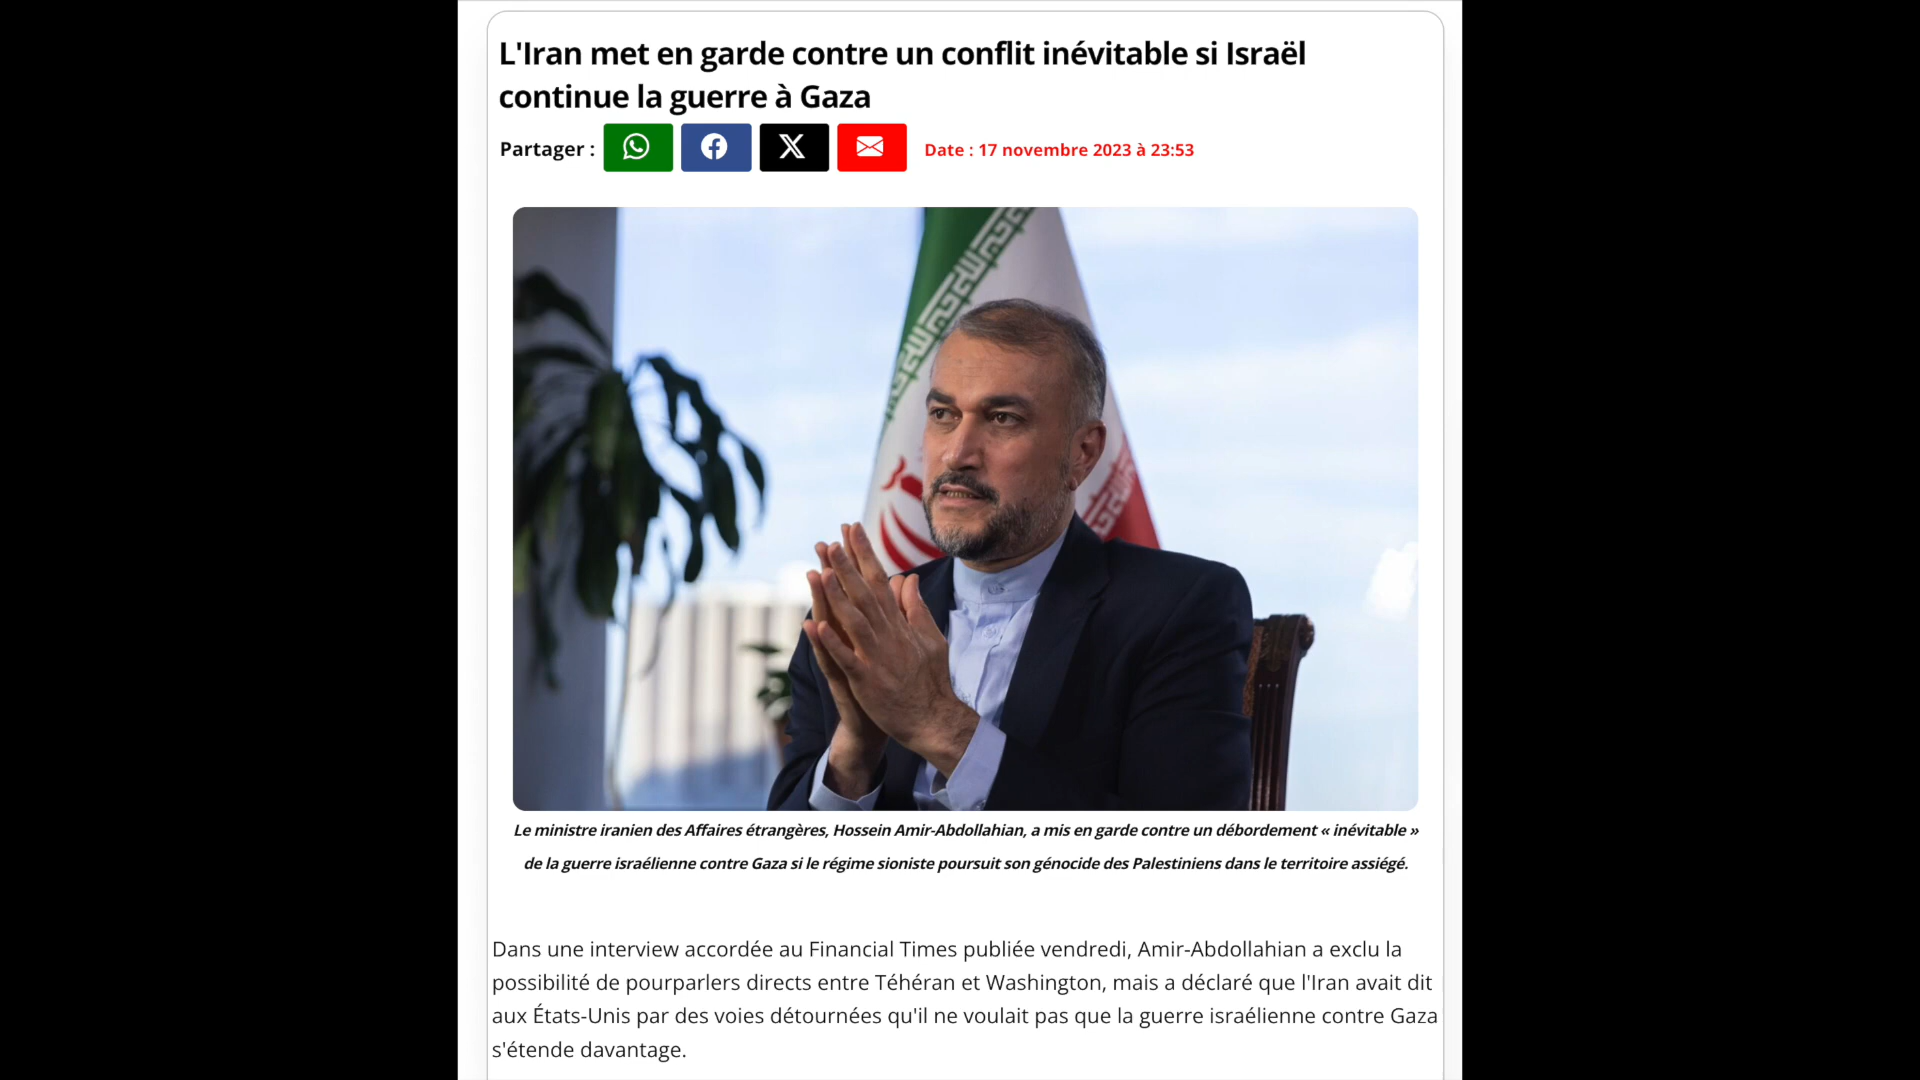 L'Iran met en garde contre un conflit inévitable si Israël
continue la guerre à Gaza
Partager :
Date : 17 novembre 2023 à 23:53
Le ministre iranien des Affaires étrangères, Hossein Amir-Abdollahian, a mis en garde contre un débordement « inévitable »
de la guerre israélienne contre Gaza si le régime sioniste poursuit son génocide des Palestiniens dans le territoire assiégé.
Dans une interview accordée au Financial Times publiée vendredi, Amir-Abdollahian a exclu la
possibilité de pourparlers directs entre Téhéran et Washington, mais a déclaré que l'Iran avait dit
aux États-Unis par des voies détournées qu'il ne voulait pas que la guerre israélienne contre Gaza
s'étende davantage.